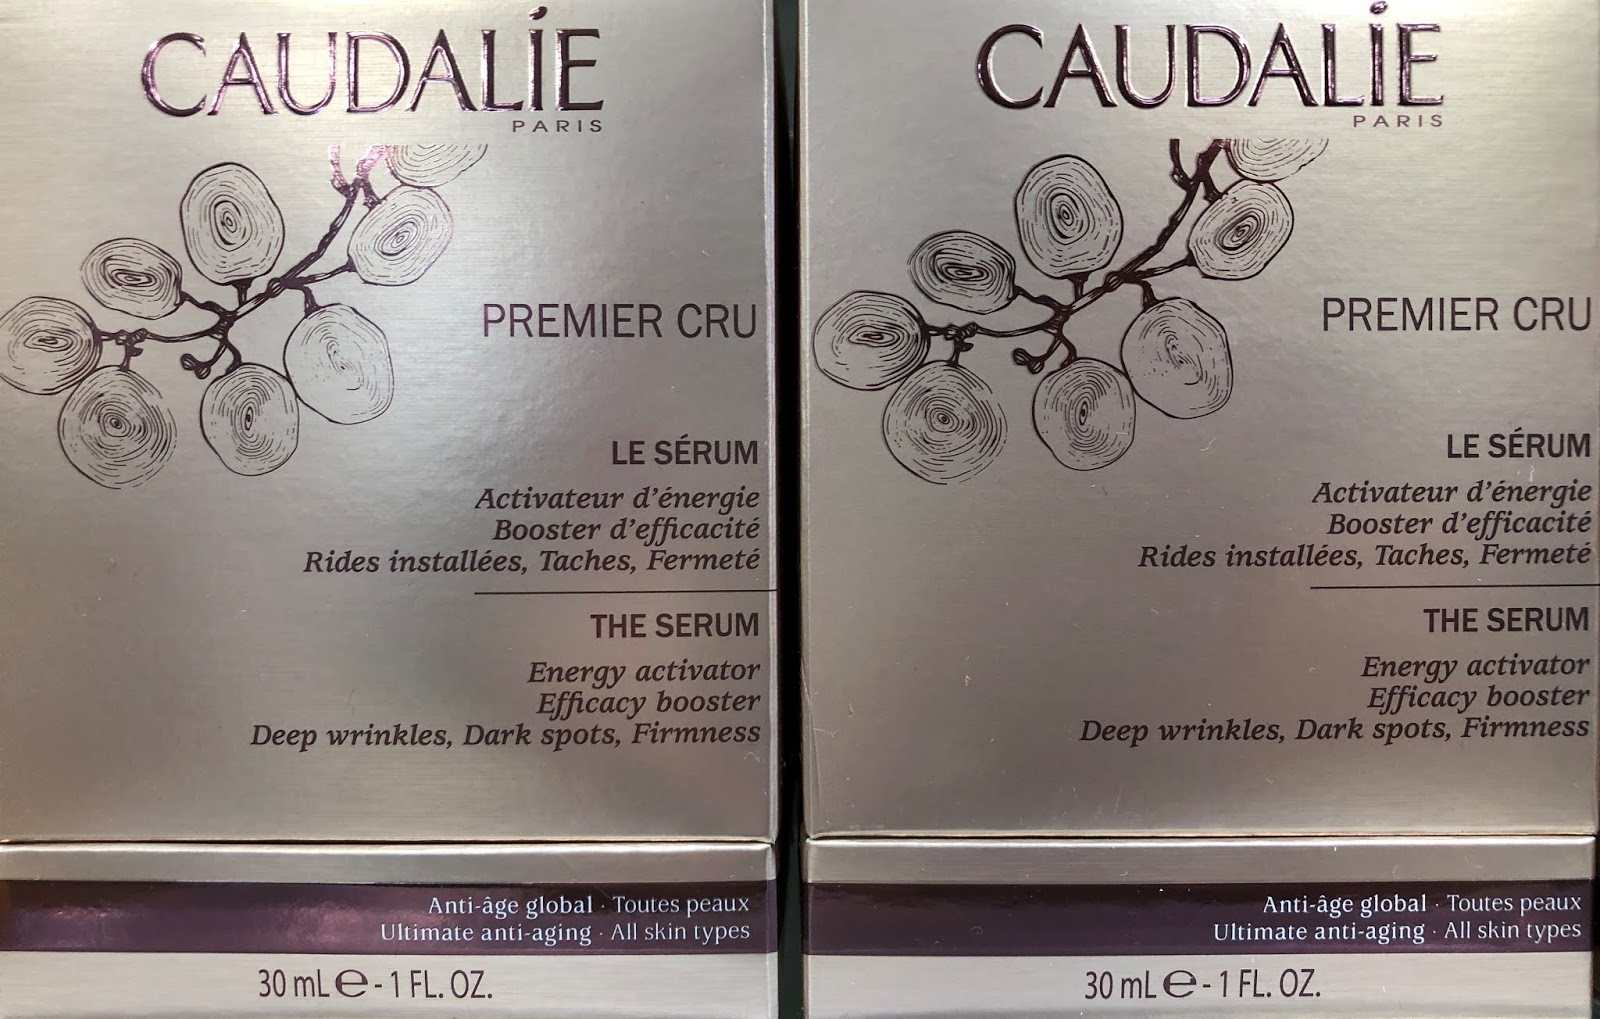 CAUDALÍE
PARIS
PREMIER CRU
LE SÉRUM
Activateur d'énergie
Booster d'efficacité
Rides installées, Taches, Fermeté
THE SERUM
Energy activator
Efficacy booster
Deep wrinkles, Dark spots, Firmness
Anti-âge global · Toutes peaux
Ultimate anti-aging · All skin types
30 mL ℮ - 1 FL. OZ.
CAUDALÍE
PARIS
PREMIER CRU
LE SÉRUM
Activateur d'énergie
Booster d'efficacité
Rides installées, Taches, Fermeté
THE SERUM
Energy activator
Efficacy booster
Deep wrinkles, Dark spots, Firmness
Anti-âge global · Toutes peaux
Ultimate anti-aging · All skin types
30 mL ℮ - 1 FL. OZ.